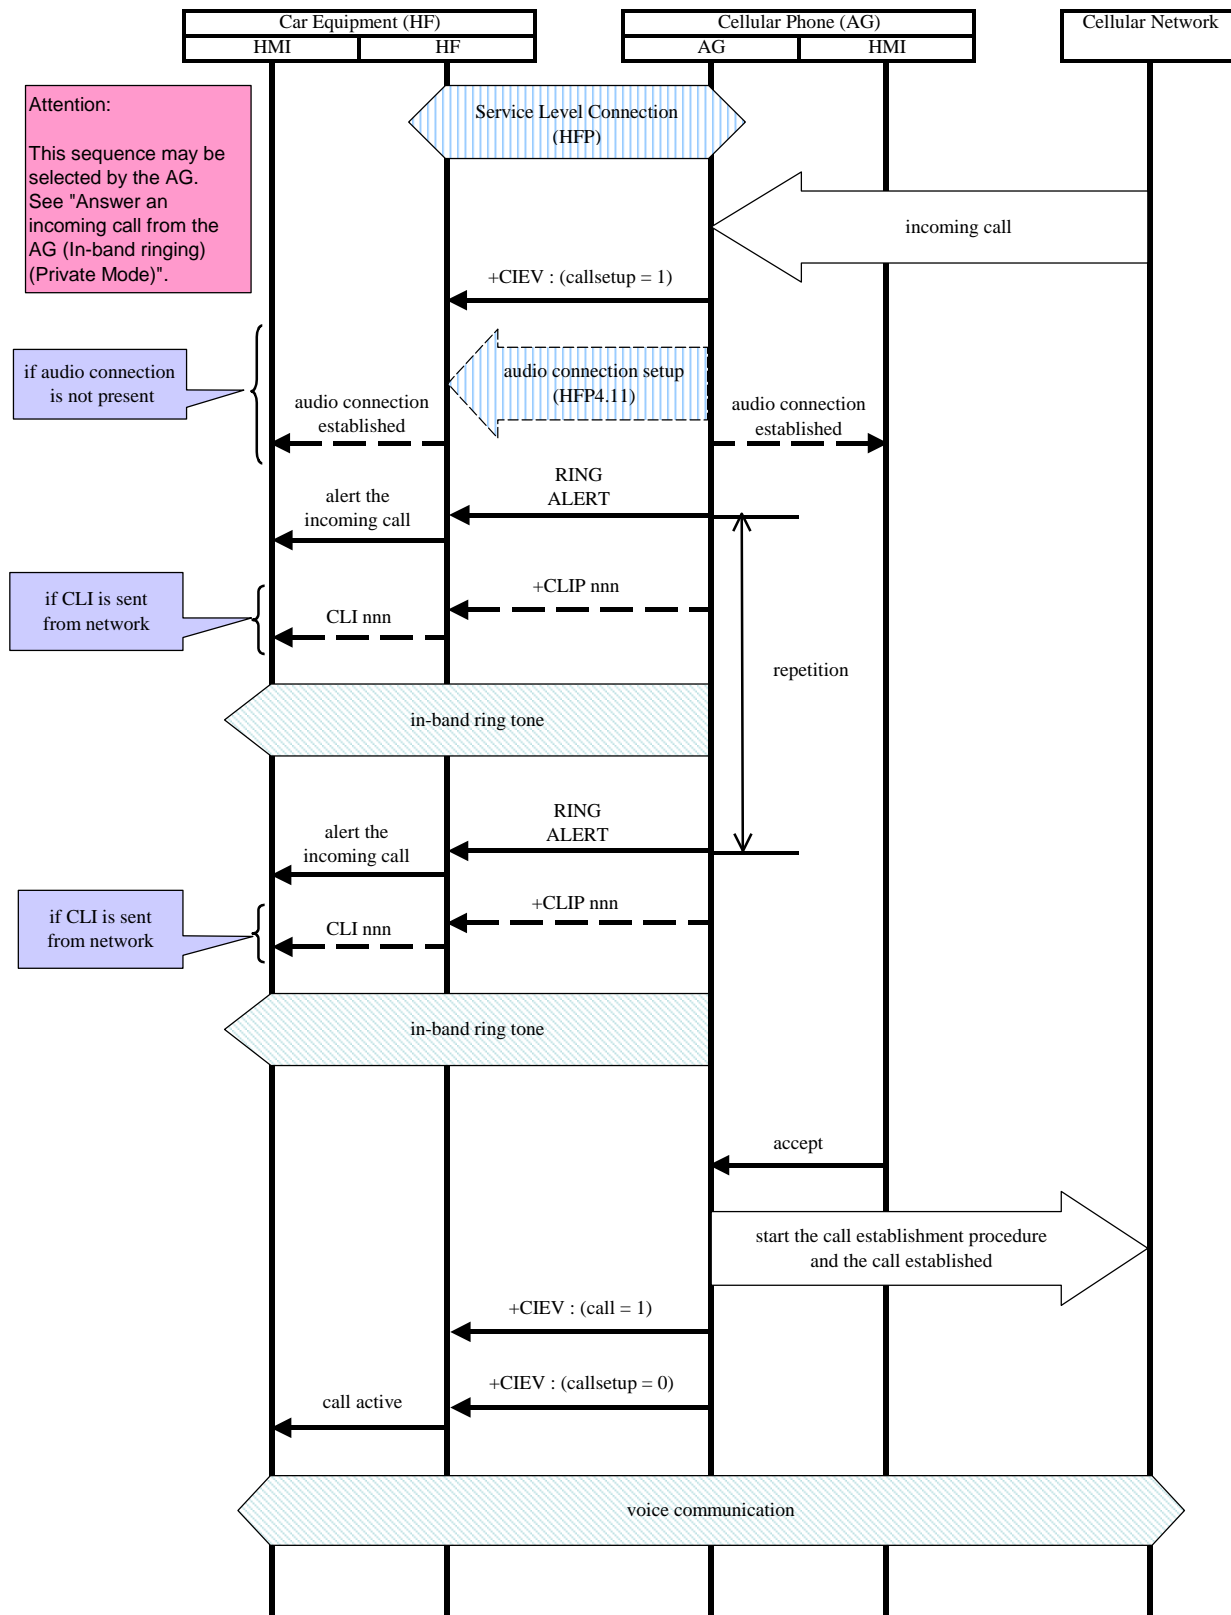 Car Equipment (HF)
Cellular Phone (AG)
Cellular Network
HMI
HF
AG
HMI
Attention:
This sequence may be
selected by the AG.
See "Answer an
incoming call from the
AG (In-band ringing)
(Private Mode)".
Service Level Connection
(HFP)
incoming call
+CIEV : (callsetup = 1)
if audio connection
is not present
audio connection setup
(HFP4.11)
audio connection
established
audio connection
established
RING
ALERT
alert the
incoming call
if CLI is sent
from network
+CLIP nnn
CLI nnn
repetition
in-band ring tone
RING
ALERT
alert the
incoming call
if CLI is sent
from network
+CLIP nnn
CLI nnn
in-band ring tone
accept
start the call establishment procedure
and the call established
+CIEV : (call = 1)
+CIEV : (callsetup = 0)
call active
voice communication